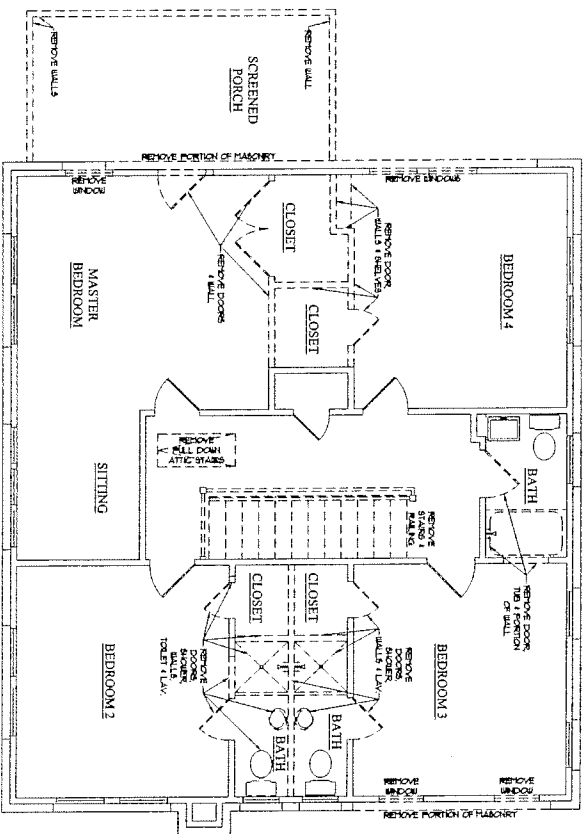 REMOVE WALLS
SCREENED
PORCH
REMOVE WALL
REMOVE PORTION OF MASONRY
REMOVE
WINDOW
REMOVE WINDOWS
CLOSET
REMOVE DOOR,
WALLS & SHELVES
BEDROOM 4
MASTER
BEDROOM
REMOVE DOORS
& WALL
CLOSET
REMOVE
PULL DOWN
ATTIC STAIRS
BATH
SITTING
REMOVE
STAIRS &
RAILING
REMOVE DOOR,
TUB & PORTION
OF WALL
CLOSET
CLOSET
BEDROOM 2
REMOVE
DOORS,
SHOWER,
WALLS,
TOILET & LAV.
REMOVE
DOORS,
SHOWER,
WALLS & LAV.
BEDROOM 3
BATH
BATH
REMOVE
WINDOW
REMOVE
WINDOW
REMOVE PORTION OF MASONRY